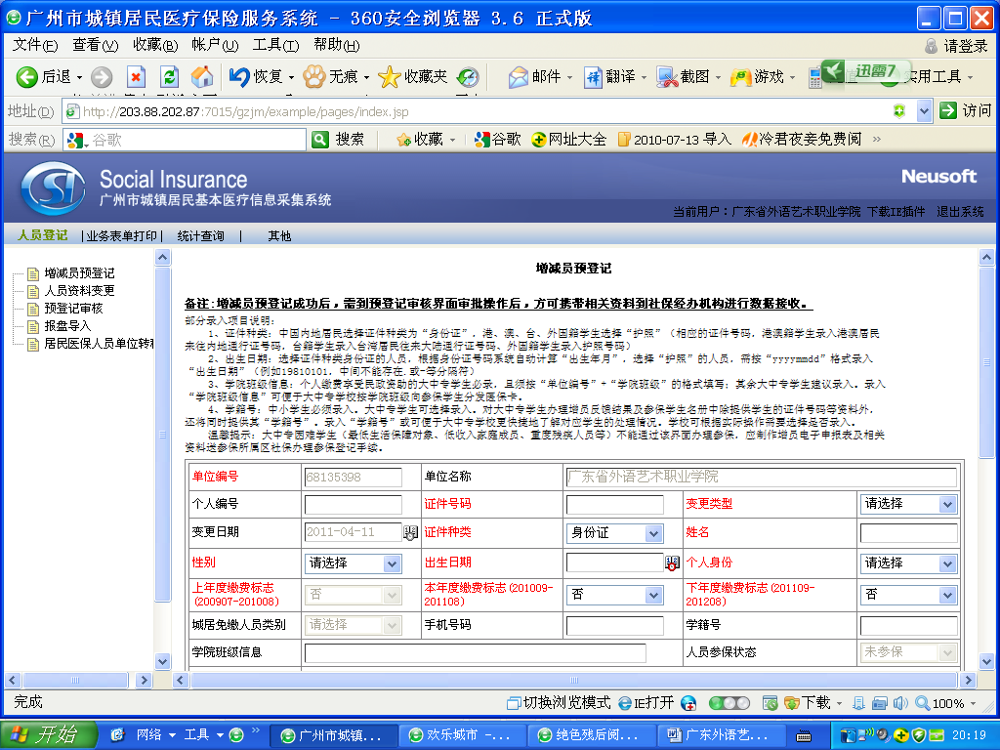 广州市城镇居民医疗保险服务系统 - 360安全浏览器 3.6 正式版
文件(F) 查看(V) 收藏(B) 帐户(U) 工具(T) 帮助(H) 请登录
后退 恢复 无痕 收藏夹 邮件 翻译 截图 游戏 迅雷7 实用工具
地址(D) http://203.88.202.87:7015/gzjm/example/pages/index.jsp 访问
搜索(R) 谷歌 搜索 收藏 谷歌 网址大全 2010-07-13 导入 冷君夜妾免费阅 »
Social Insurance
广州市城镇居民基本医疗信息采集系统
Neusoft
当前用户：广东省外语艺术职业学院 下载IE插件 退出系统
人员登记 | 业务表单打印 | 统计查询 | 其他
增减员预登记
人员资料变更
预登记审核
报盘导入
居民医保人员单位转移
增减员预登记
备注：增减员预登记成功后，需到预登记审核界面审批操作后，方可携带相关资料到社保经办机构进行数据接收。
部分录入项目说明：
1、证件种类：中国内地居民选择证件种类为“身份证”，港、澳、台、外国籍学生选择“护照”（相应的证件号码，港澳籍学生录入港澳居民
来往内地通行证号码，台籍学生录入台湾居民往来大陆通行证号码、外国籍学生录入护照号码）
2、出生日期：选择证件种类身份证的人员，根据身份证号码系统自动计算“出生年月”，选择“护照”的人员，需按“yyyymmdd”格式录入
“出生日期”（例如19810101，中间不能存在.或-等分隔符）
3、学院班级信息：个人缴费享受民政资助的大中专学生必录，且须按“单位编号”+“学院班级”的格式填写；其余大中专学生建议录入。录入
“学院班级信息”可便于大中专学校按学院班级向参保学生分发医保卡。
4、学籍号：中小学生必须录入。大中专学生可选择录入。对大中专学生办理增员反馈结果及参保学生名册中除提供学生的证件号码等资料外，
还将同时提供其“学籍号”。录入“学籍号”或可便于大中专学校更快捷地了解对应学生的处理情况。学校可根据实际操作需要选择是否录入。
温馨提示：大中专困难学生（最低生活保障对象、低收入家庭成员、重度残疾人员等）不能通过该界面办理参保，应制作增员电子申报表及相关
资料送参保所属区社保办理参保登记手续。
单位编号 68135398 单位名称 广东省外语艺术职业学院
个人编号 证件号码 变更类型 请选择
变更日期 2011-04-11 证件种类 身份证 姓名
性别 请选择 出生日期 个人身份 请选择
上年度缴费标志(200907-201008) 否 本年度缴费标志(201009-201108) 否 下年度缴费标志(201109-201208) 否
城居免缴人员类别 请选择 手机号码 学籍号
学院班级信息 人员参保状态 未参保
完成 切换浏览模式 IE打开 下载 100%
开始 网络 工具 » 广州市城镇... 欢乐城市 -... 绝色残后阅... 广东外语艺... 20:19